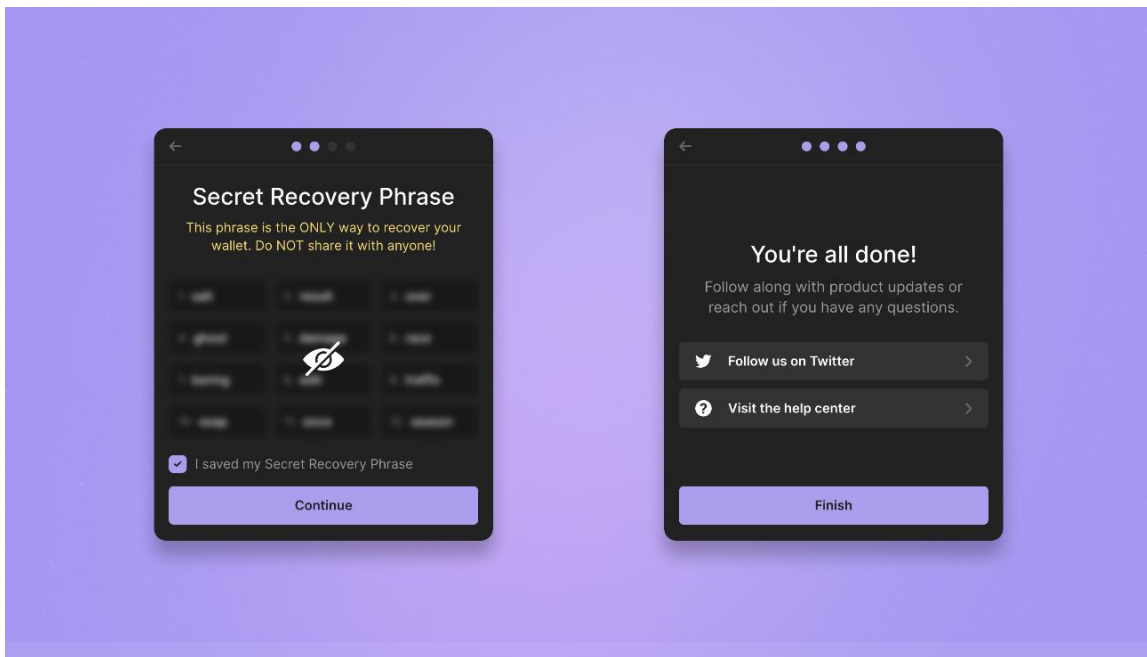 Secret Recovery Phrase
This phrase is the ONLY way to recover your
wallet. Do NOT share it with anyone!
I saved my Secret Recovery Phrase
Continue
You're all done!
Follow along with product updates or
reach out if you have any questions.
Follow us on Twitter
Visit the help center
Finish